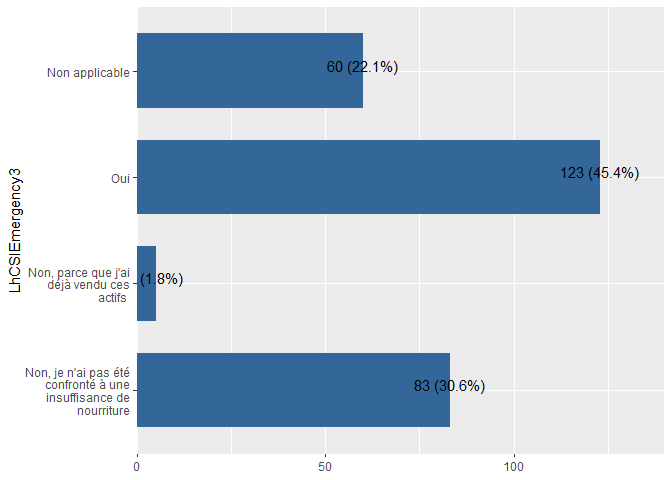 LhCSIEmergency3
Non applicable
60 (22.1%)
Oui
123 (45.4%)
Non, parce que j'ai
déjà vendu ces
actifs
(1.8%)
Non, je n'ai pas été
confronté à une
insuffisance de
nourriture
83 (30.6%)
0
50
100